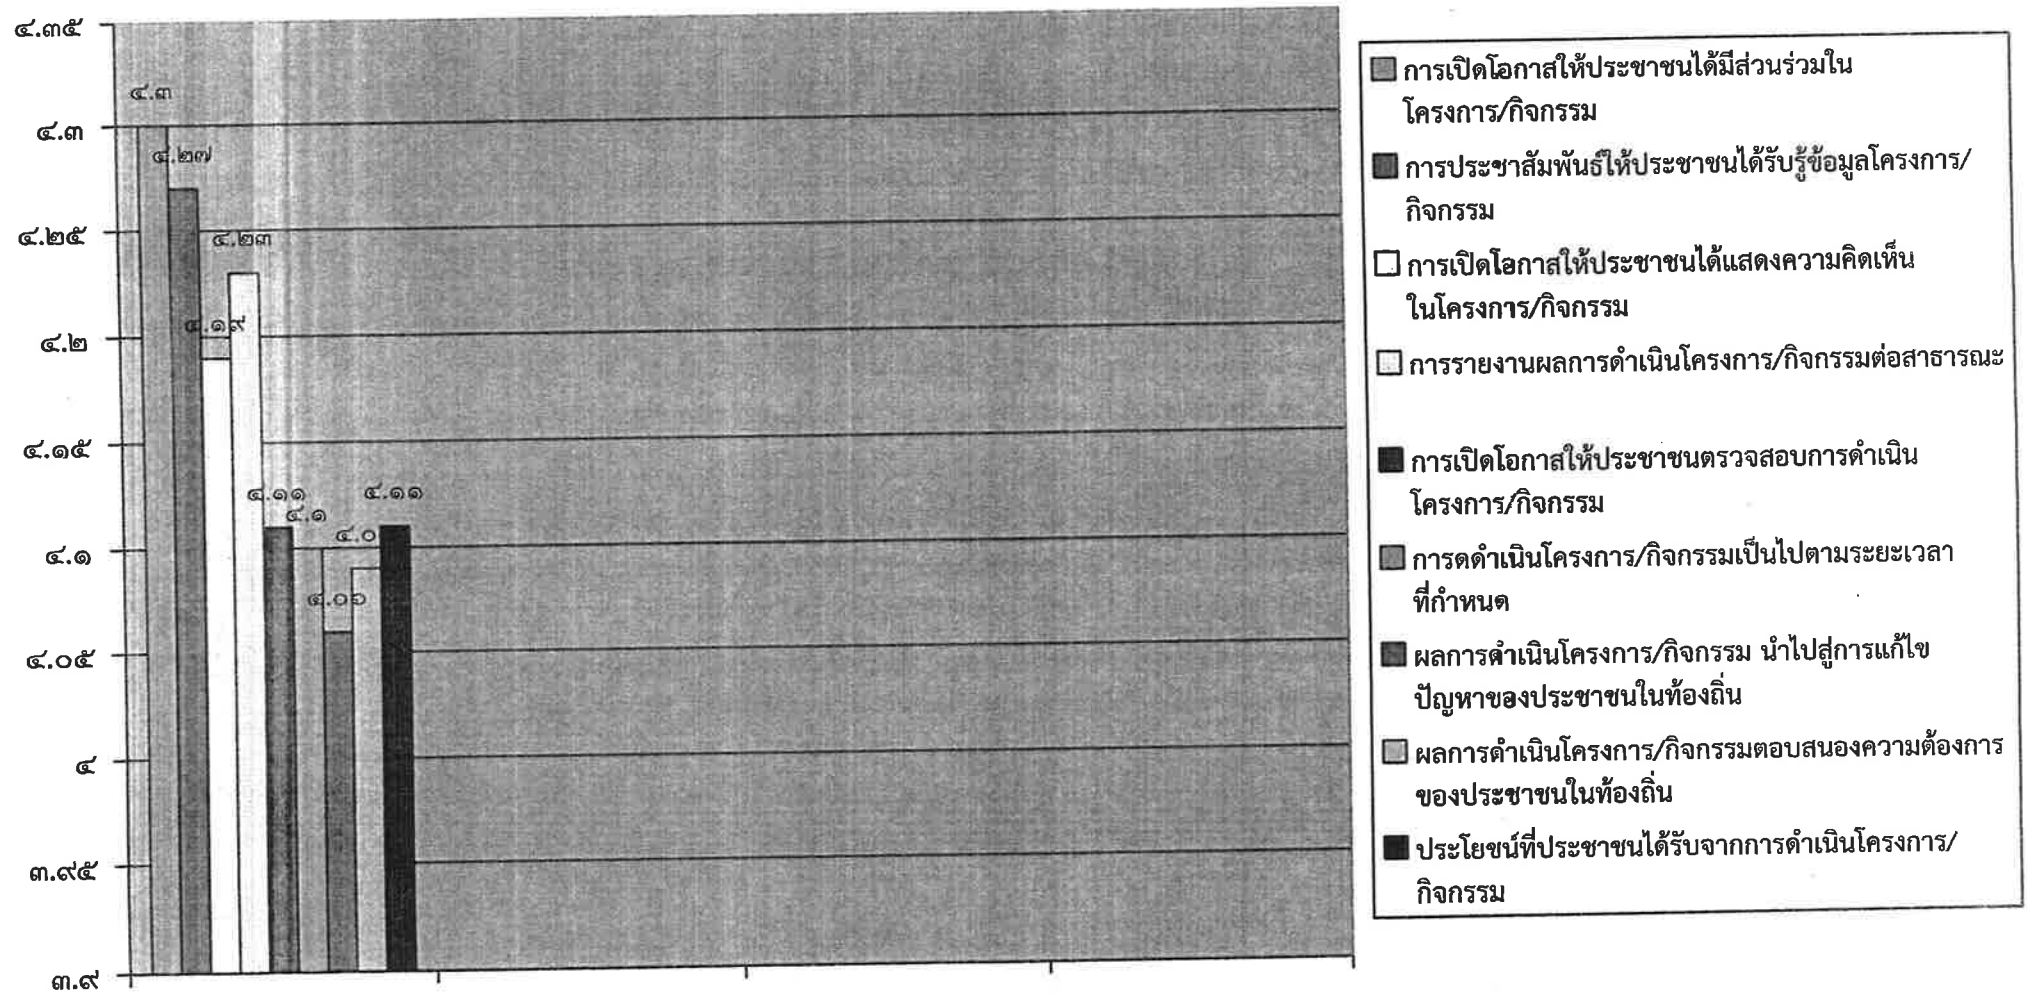 ๔.๓๕
๔.๓
๔.๒๕
๔.๒
๔.๑๕
๔.๑
๔.๐๕
๔
๓.๙๕
๓.๙
๔.๓
๔.๒๗
๔.๑๙
๔.๒๓
๔.๑๑
๔.๑
๔.๐๖
๔.๐
๔.๑๑
การเปิดโอกาสให้ประชาชนได้มีส่วนร่วมใน
โครงการ/กิจกรรม
การประชาสัมพันธ์ให้ประชาชนได้รับรู้ข้อมูลโครงการ/
กิจกรรม
การเปิดโอกาสให้ประชาชนได้แสดงความคิดเห็น
ในโครงการ/กิจกรรม
การรายงานผลการดำเนินโครงการ/กิจกรรมต่อสาธารณะ
การเปิดโอกาสให้ประชาชนตรวจสอบการดำเนิน
โครงการ/กิจกรรม
การดดำเนินโครงการ/กิจกรรมเป็นไปตามระยะเวลา
ที่กำหนด
ผลการดำเนินโครงการ/กิจกรรม นำไปสู่การแก้ไข
ปัญหาของประชาชนในท้องถิ่น
ผลการดำเนินโครงการ/กิจกรรมตอบสนองความต้องการ
ของประชาชนในท้องถิ่น
ประโยชน์ที่ประชาชนได้รับจากการดำเนินโครงการ/
กิจกรรม